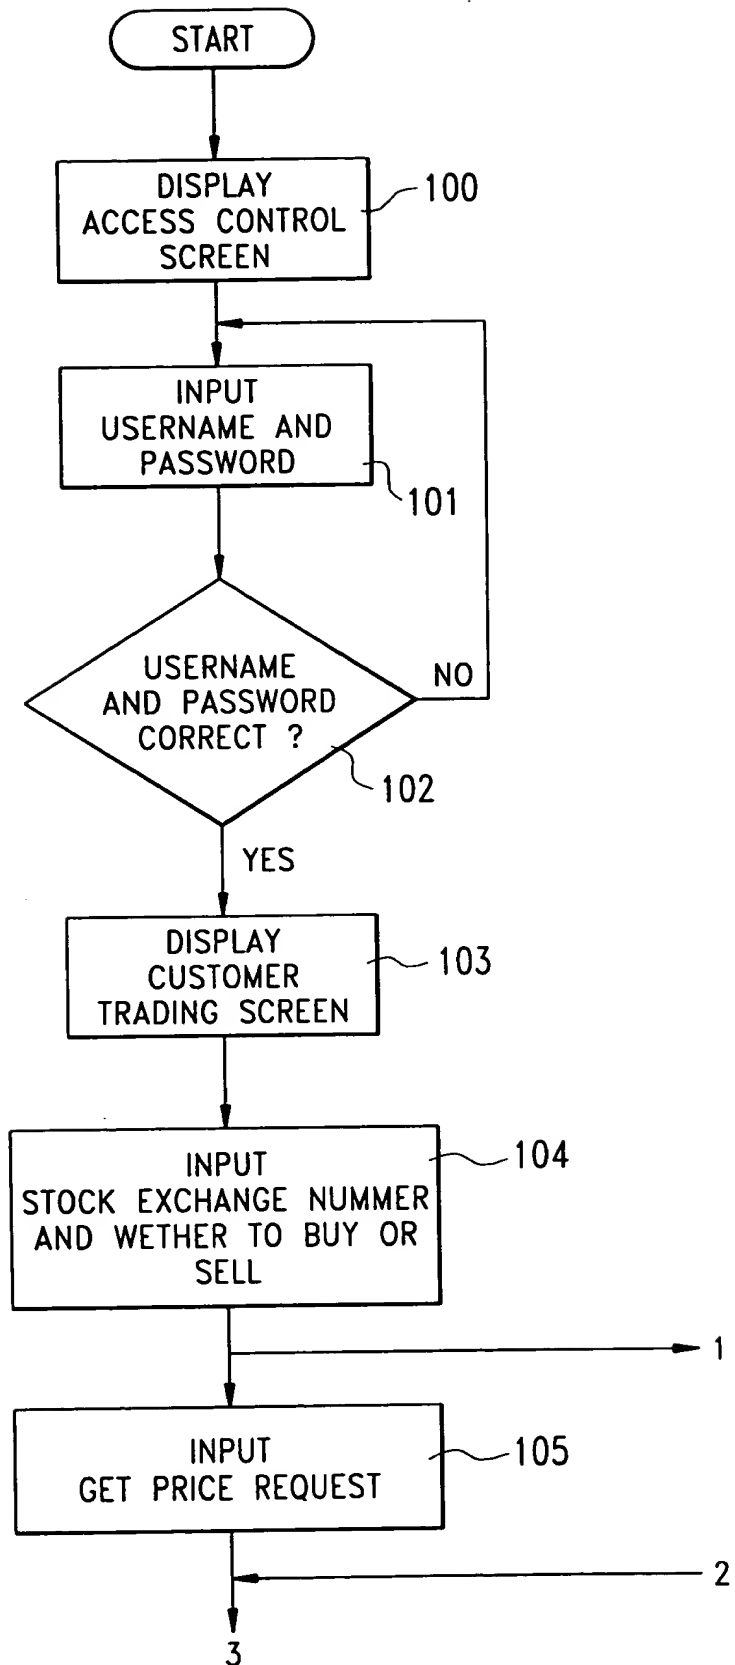 START
DISPLAY
ACCESS CONTROL
SCREEN
100
INPUT
USERNAME AND
PASSWORD
101
USERNAME
AND PASSWORD
CORRECT ?
NO
102
YES
DISPLAY
CUSTOMER
TRADING SCREEN
103
INPUT
STOCK EXCHANGE NUMMER
AND WETHER TO BUY OR
SELL
104
1
INPUT
GET PRICE REQUEST
105
2
3